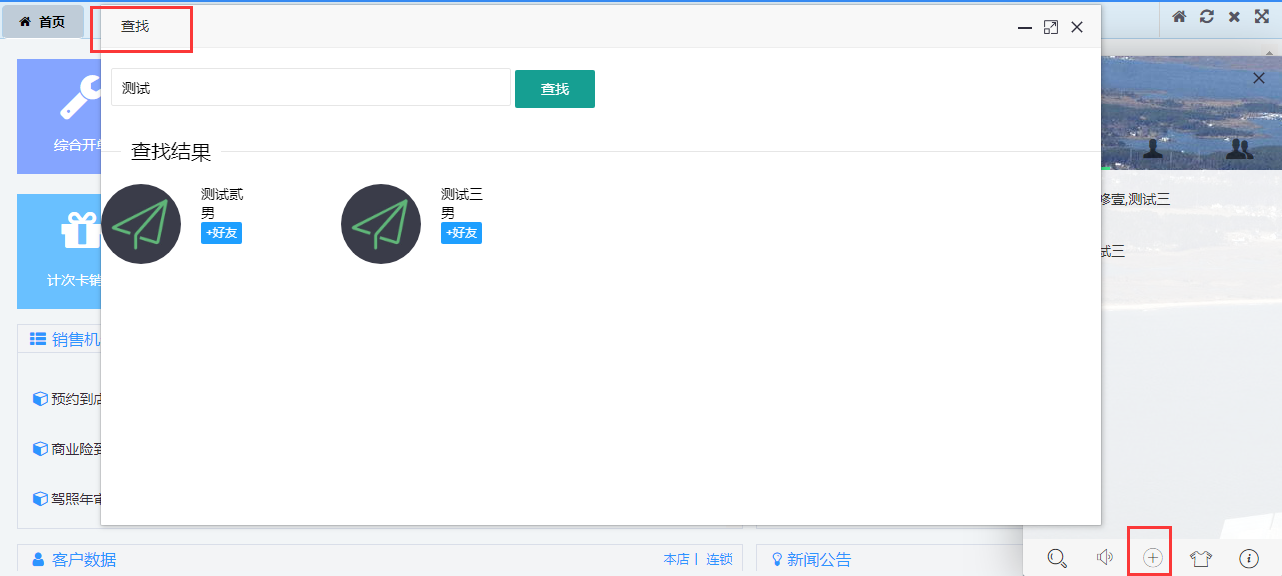 首页
查找
测试
查找
查找结果
测试贰
男
+好友
测试三
男
+好友
综合开
计次卡销
销售机
预约到
商业险
驾照年
修壹,测试三
试三
客户数据
本店 | 连锁
新闻公告